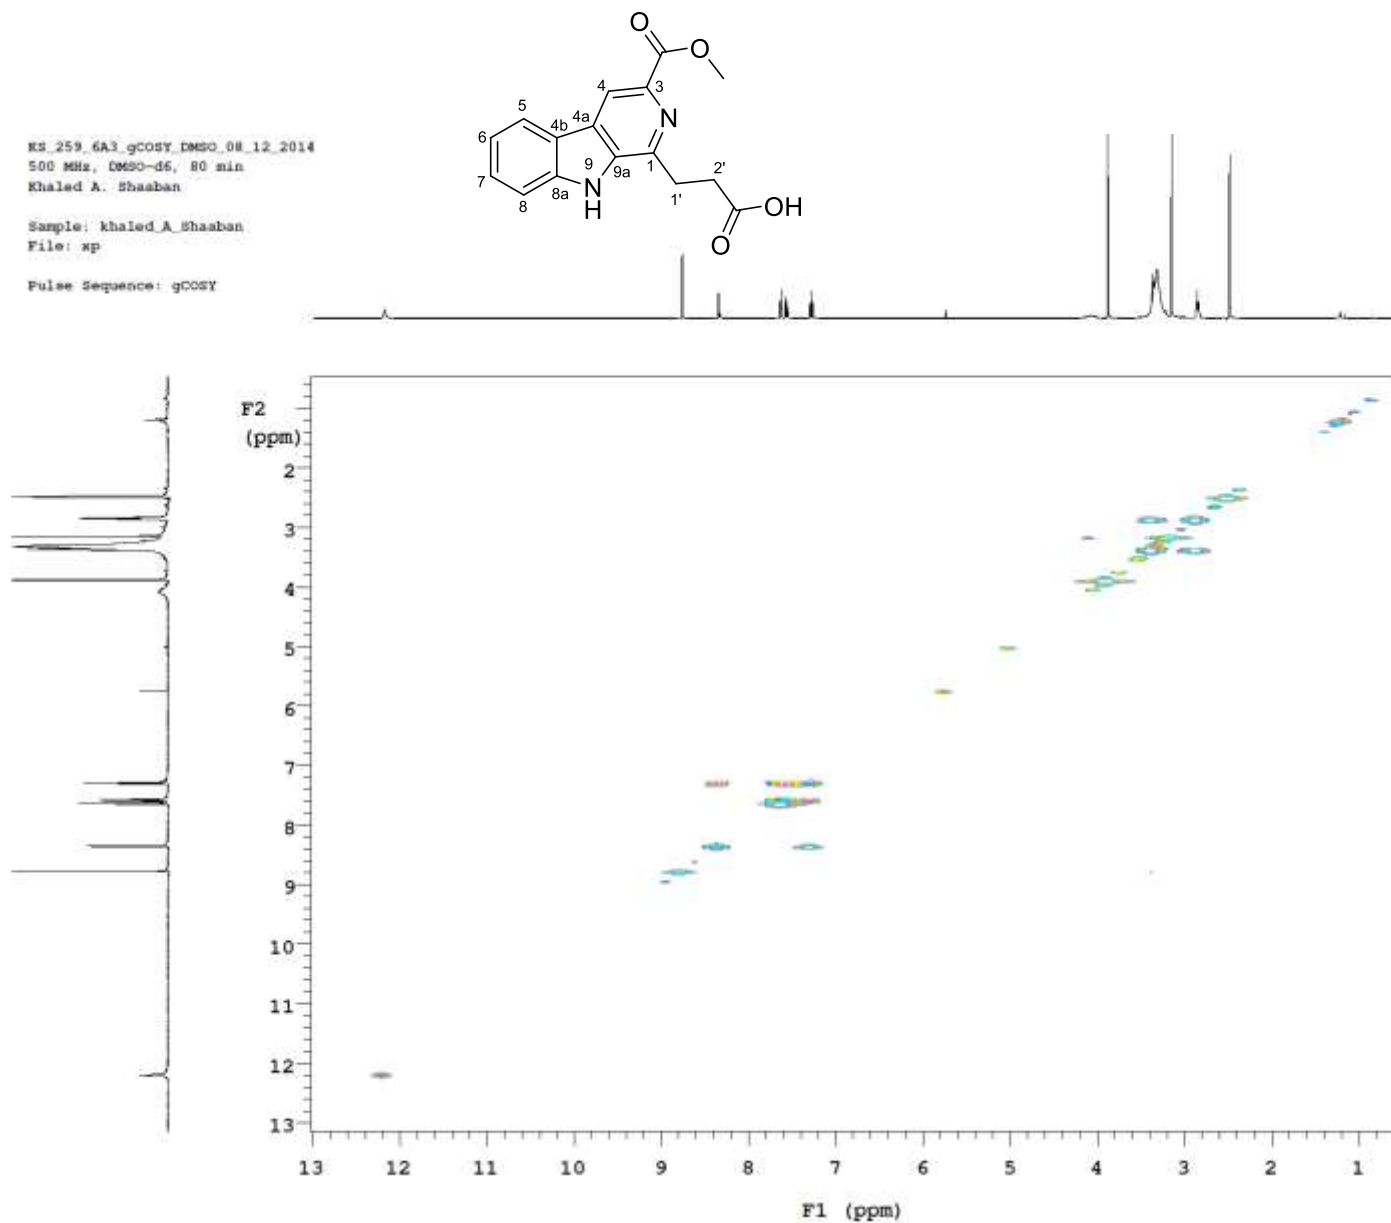 O
O
4
3
5
N
4a
6
4b
9
1
2'
7
9a
8a
1'
8
N
H
OH
O
KS_259_6A3_gCOSY_DMSO_08_12_2014
500 MHz, DMSO-d6, 80 min
Khaled A. Shaaban
Sample: khaled_A_Shaaban
File: xp
Pulse Sequence: gCOSY
F2
(ppm)
2
3
4
5
6
7
8
9
10
11
12
13
13 12 11 10 9 8 7 6 5 4 3 2 1
F1 (ppm)